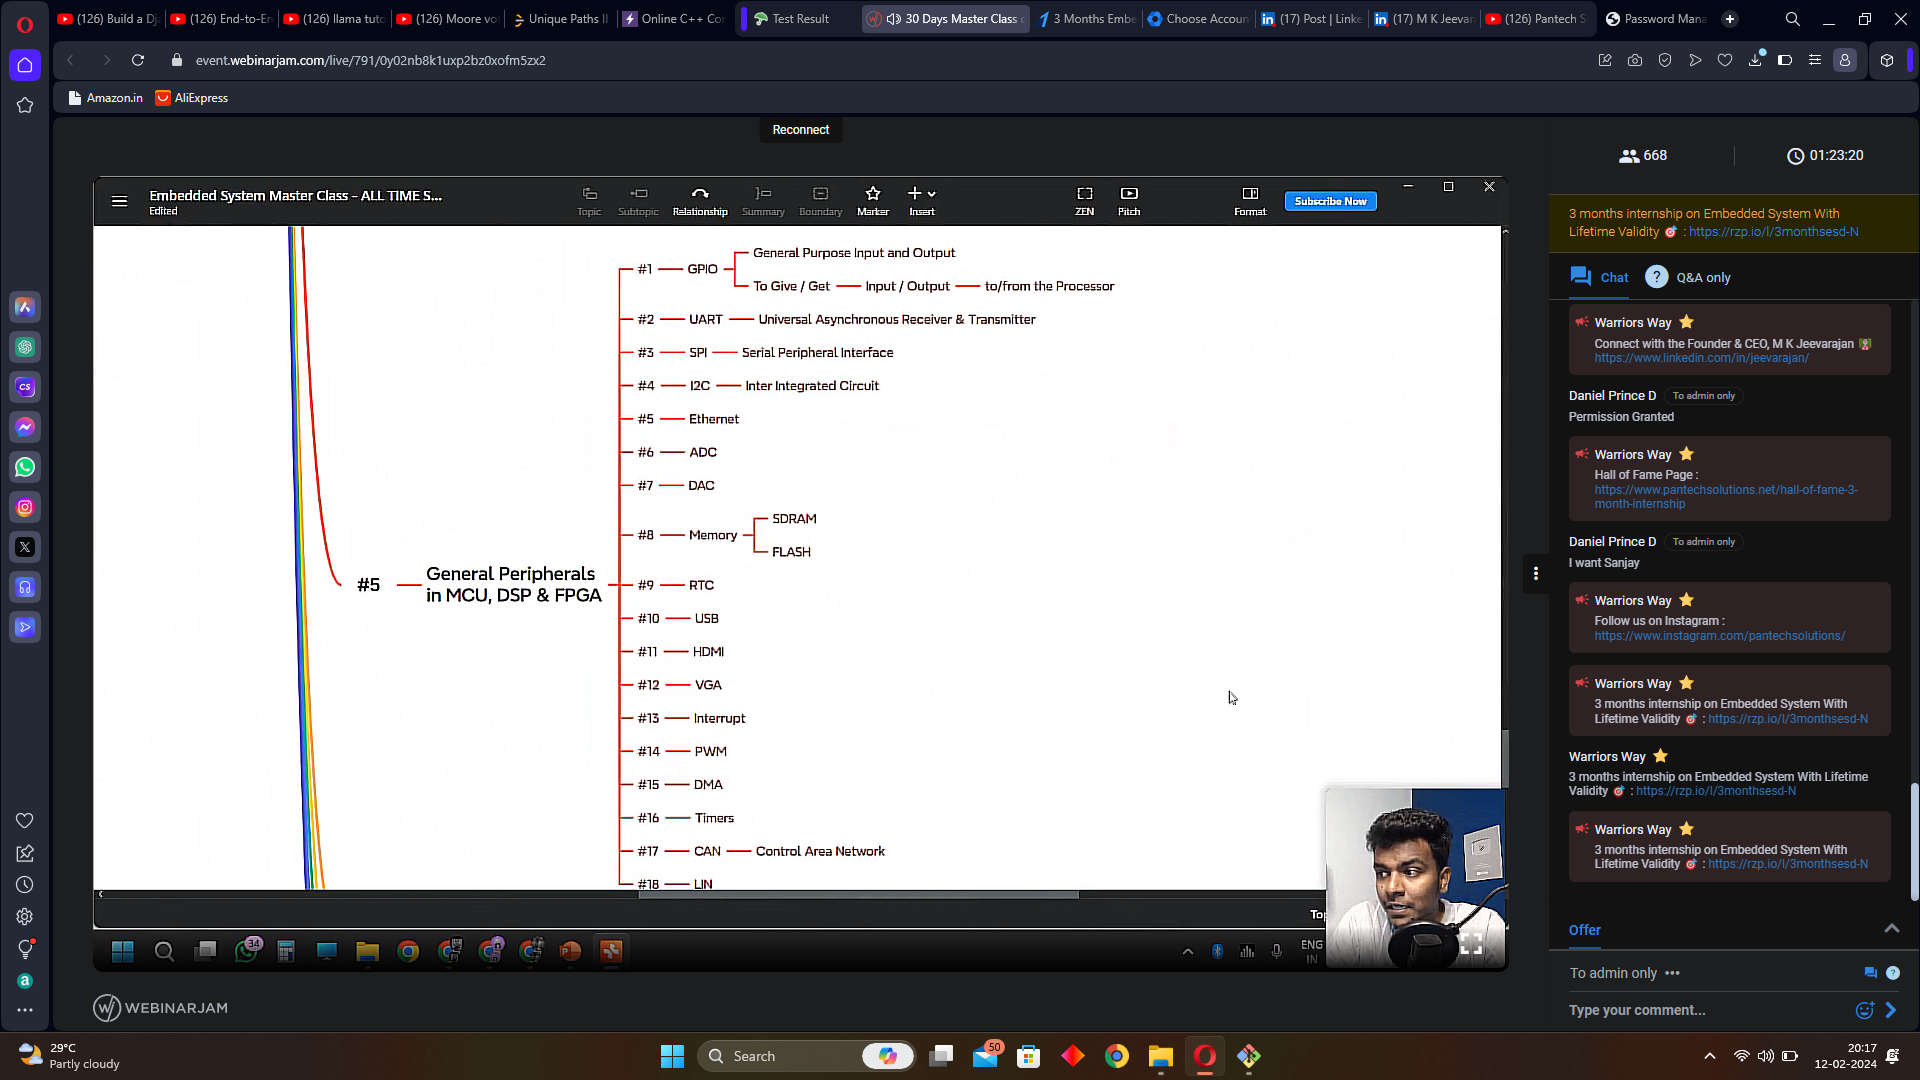 (126) Build a Dj
(126) End-to-En
(126) llama tuto
(126) Moore vo
Unique Paths II
Online C++ Cor
Test Result
30 Days Master Class o
3 Months Embe
Choose Accoun
(17) Post | Linke
(17) M K Jeevara
(126) Pantech S
Password Mana
event.webinarjam.com/live/791/0y02nb8k1uxp2bz0xofm5zx2
Amazon.in
AliExpress
Reconnect
668
01:23:20
Embedded System Master Class - ALL TIME S...
Edited
Topic
Subtopic
Relationship
Summary
Boundary
Marker
Insert
ZEN
Pitch
Format
Subscribe Now
#5
General Peripherals
in MCU, DSP & FPGA
#1 GPIO
General Purpose Input and Output
To Give / Get Input / Output to/from the Processor
#2 UART Universal Asynchronous Receiver & Transmitter
#3 SPI Serial Peripheral Interface
#4 I2C Inter Integrated Circuit
#5 Ethernet
#6 ADC
#7 DAC
#8 Memory
SDRAM
FLASH
#9 RTC
#10 USB
#11 HDMI
#12 VGA
#13 Interrupt
#14 PWM
#15 DMA
#16 Timers
#17 CAN Control Area Network
#18 LIN
Top
34
ENG
IN
WEBINARJAM
3 months internship on Embedded System With
Lifetime Validity 🎯 : https://rzp.io/l/3monthsesd-N
Chat
Q&A only
Warriors Way ⭐
Connect with the Founder & CEO, M K Jeevarajan
https://www.linkedin.com/in/jeevarajan/
Daniel Prince D To admin only
Permission Granted
Warriors Way ⭐
Hall of Fame Page :
https://www.pantechsolutions.net/hall-of-fame-3-
month-internship
Daniel Prince D To admin only
I want Sanjay
Warriors Way ⭐
Follow us on Instagram :
https://www.instagram.com/pantechsolutions/
Warriors Way ⭐
3 months internship on Embedded System With
Lifetime Validity 🎯 : https://rzp.io/l/3monthsesd-N
Warriors Way ⭐
3 months internship on Embedded System With Lifetime
Validity 🎯 : https://rzp.io/l/3monthsesd-N
Warriors Way ⭐
3 months internship on Embedded System With
Lifetime Validity 🎯 : https://rzp.io/l/3monthsesd-N
Offer
To admin only
Type your comment...
29°C
Partly cloudy
Search
50
20:17
12-02-2024